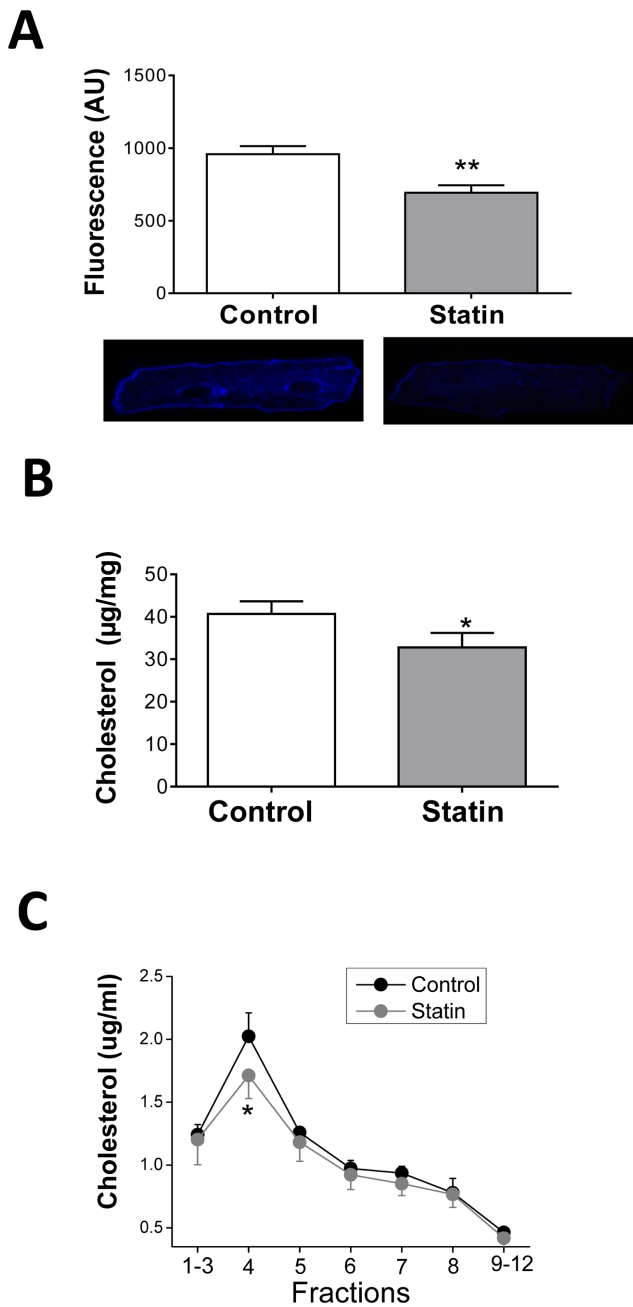 A
Fluorescence (AU)
1500
1000
500
0
**
Control Statin
B
Cholesterol (µg/mg)
50
40
30
20
10
0
*
Control Statin
C
Cholesterol (ug/ml)
2.5
2.0
1.5
1.0
0.5
Control
Statin
*
1-3 4 5 6 7 8 9-12
Fractions